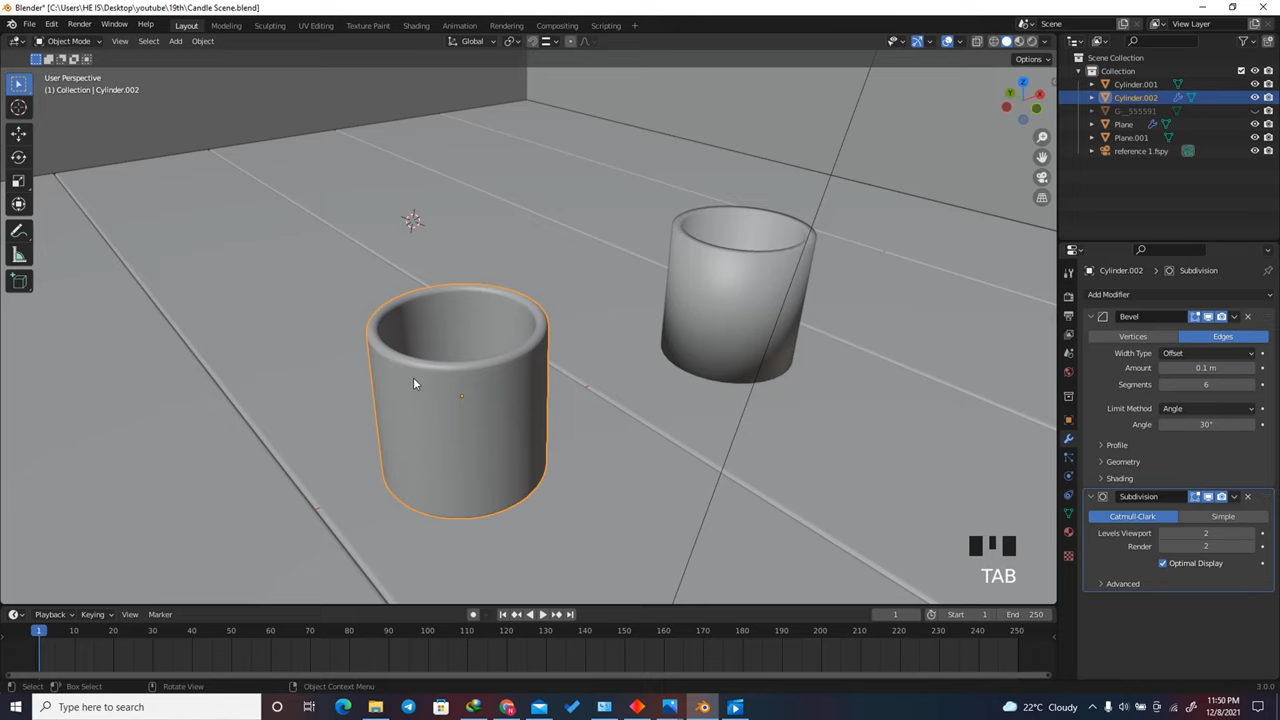 Blender* [C:\Users\HE IS\Desktop\youtube\19th\Candle Scene.blend]
File Edit Render Window Help Layout Modeling Sculpting UV Editing Texture Paint Shading Animation Rendering Compositing Scripting Scene View Layer
Object Mode View Select Add Object Global
Options
User Perspective
(1) Collection | Cylinder.002
Z
Y
X
Scene Collection
Collection
Cylinder.001
Cylinder.002
G-_555591
Plane
Plane.001
reference 1.fspy
Cylinder.002 > Subdivision
Add Modifier
Bevel
Vertices Edges
Width Type Offset
Amount 0.1 m
Segments 6
Limit Method Angle
Angle 30°
Profile
Geometry
Shading
Subdivision
Catmull-Clark Simple
Levels Viewport 2
Render 2
Optimal Display
Advanced
TAB
Playback Keying View Marker 1 Start 1 End 250
1 10 20 30 40 50 60 70 80 90 100 110 120 130 140 150 160 170 180 190 200 210 220 230 240 250
Select Box Select Rotate View Object Context Menu 3.0.0
Type here to search 22°C Cloudy 11:50 PM
12/8/2021